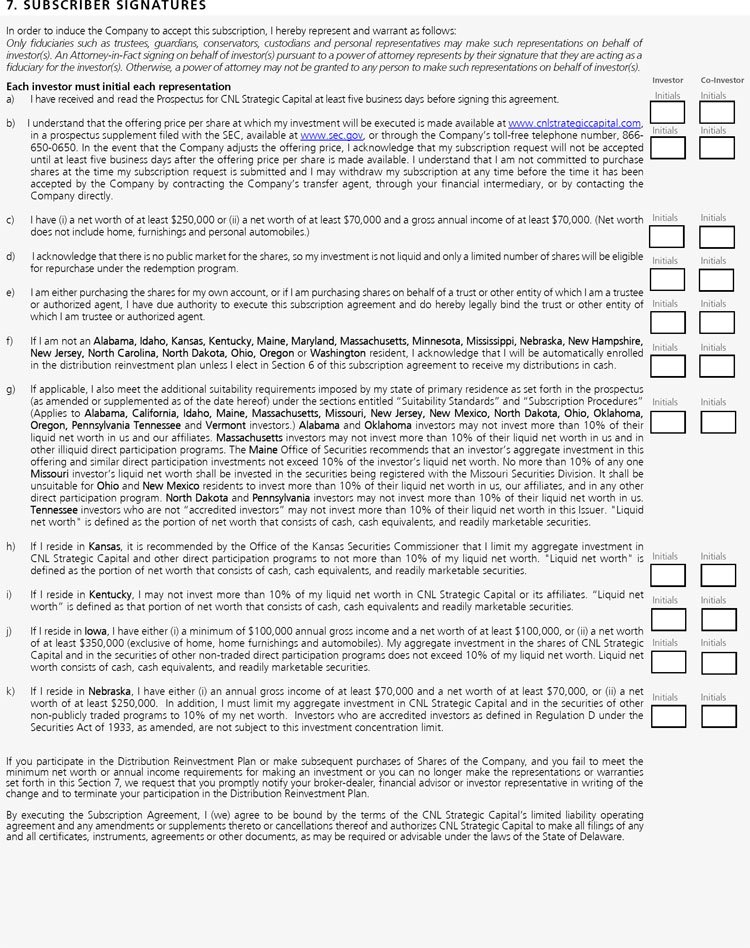 7. SUBSCRIBER SIGNATURES
In order to induce the Company to accept this subscription, I hereby represent and warrant as follows:
Only fiduciaries such as trustees, guardians, conservators, custodians and personal representatives may make such representations on behalf of
investor(s). An Attorney-in-Fact signing on behalf of investor(s) pursuant to a power of attorney represents by their signature that they are acting as a
fiduciary for the investor(s). Otherwise, a power of attorney may not be granted to any person to make such representations on behalf of investor(s).
Each investor must initial each representation
Investor Co-Investor
a) I have received and read the Prospectus for CNL Strategic Capital at least five business days before signing this agreement.
Initials Initials
b) I understand that the offering price per share at which my investment will be executed is made available at www.cnlstrategiccapital.com,
in a prospectus supplement filed with the SEC, available at www.sec.gov, or through the Company's toll-free telephone number, 866-
650-0650. In the event that the Company adjusts the offering price, I acknowledge that my subscription request will not be accepted
until at least five business days after the offering price per share is made available. I understand that I am not committed to purchase
shares at the time my subscription request is submitted and I may withdraw my subscription at any time before the time it has been
accepted by the Company by contracting the Company's transfer agent, through your financial intermediary, or by contacting the
Company directly.
Initials Initials
c) I have (i) a net worth of at least $250,000 or (ii) a net worth of at least $70,000 and a gross annual income of at least $70,000. (Net worth
does not include home, furnishings and personal automobiles.)
Initials Initials
d) I acknowledge that there is no public market for the shares, so my investment is not liquid and only a limited number of shares will be eligible
for repurchase under the redemption program.
Initials Initials
e) I am either purchasing the shares for my own account, or if I am purchasing shares on behalf of a trust or other entity of which I am a trustee
or authorized agent, I have due authority to execute this subscription agreement and do hereby legally bind the trust or other entity of
which I am trustee or authorized agent.
Initials Initials
f) If I am not an Alabama, Idaho, Kansas, Kentucky, Maine, Maryland, Massachusetts, Minnesota, Mississippi, Nebraska, New Hampshire,
New Jersey, North Carolina, North Dakota, Ohio, Oregon or Washington resident, I acknowledge that I will be automatically enrolled
in the distribution reinvestment plan unless I elect in Section 6 of this subscription agreement to receive my distributions in cash.
Initials Initials
g) If applicable, I also meet the additional suitability requirements imposed by my state of primary residence as set forth in the prospectus
(as amended or supplemented as of the date hereof) under the sections entitled "Suitability Standards" and "Subscription Procedures"
(Applies to Alabama, California, Idaho, Maine, Massachusetts, Missouri, New Jersey, New Mexico, North Dakota, Ohio, Oklahoma,
Oregon, Pennsylvania Tennessee and Vermont investors.) Alabama and Oklahoma investors may not invest more than 10% of their
liquid net worth in us and our affiliates. Massachusetts investors may not invest more than 10% of their liquid net worth in us and in
other illiquid direct participation programs. The Maine Office of Securities recommends that an investor's aggregate investment in this
offering and similar direct participation investments not exceed 10% of the investor's liquid net worth. No more than 10% of any one
Missouri investor's liquid net worth shall be invested in the securities being registered with the Missouri Securities Division. It shall be
unsuitable for Ohio and New Mexico residents to invest more than 10% of their liquid net worth in us, our affiliates, and in any other
direct participation program. North Dakota and Pennsylvania investors may not invest more than 10% of their liquid net worth in us.
Tennessee investors who are not "accredited investors" may not invest more than 10% of their liquid net worth in this Issuer. "Liquid
net worth" is defined as the portion of net worth that consists of cash, cash equivalents, and readily marketable securities.
Initials Initials
h) If I reside in Kansas, it is recommended by the Office of the Kansas Securities Commissioner that I limit my aggregate investment in
CNL Strategic Capital and other direct participation programs to not more than 10% of my liquid net worth. "Liquid net worth" is
defined as the portion of net worth that consists of cash, cash equivalents, and readily marketable securities.
Initials Initials
i) If I reside in Kentucky, I may not invest more than 10% of my liquid net worth in CNL Strategic Capital or its affiliates. "Liquid net
worth" is defined as that portion of net worth that consists of cash, cash equivalents and readily marketable securities.
Initials Initials
j) If I reside in Iowa, I have either (i) a minimum of $100,000 annual gross income and a net worth of at least $100,000, or (ii) a net worth
of at least $350,000 (exclusive of home, home furnishings and automobiles). My aggregate investment in the shares of CNL Strategic
Capital and in the securities of other non-traded direct participation programs does not exceed 10% of my liquid net worth. Liquid net
worth consists of cash, cash equivalents, and readily marketable securities.
Initials Initials
k) If I reside in Nebraska, I have either (i) an annual gross income of at least $70,000 and a net worth of at least $70,000, or (ii) a net
worth of at least $250,000. In addition, I must limit my aggregate investment in CNL Strategic Capital and in the securities of other
non-publicly traded programs to 10% of my net worth. Investors who are accredited investors as defined in Regulation D under the
Securities Act of 1933, as amended, are not subject to this investment concentration limit.
Initials Initials
If you participate in the Distribution Reinvestment Plan or make subsequent purchases of Shares of the Company, and you fail to meet the
minimum net worth or annual income requirements for making an investment or you can no longer make the representations or warranties
set forth in this Section 7, we request that you promptly notify your broker-dealer, financial advisor or investor representative in writing of the
change and to terminate your participation in the Distribution Reinvestment Plan.
By executing the Subscription Agreement, I (we) agree to be bound by the terms of the CNL Strategic Capital's limited liability operating
agreement and any amendments or supplements thereto or cancellations thereof and authorizes CNL Strategic Capital to make all filings of any
and all certificates, instruments, agreements or other documents, as may be required or advisable under the laws of the State of Delaware.